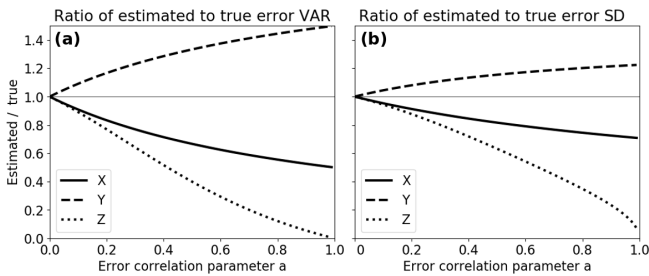 Ratio of estimated to true error VAR
(a)
Estimated / true
1.4
1.2
1.0
0.8
0.6
0.4
0.2
0.0
X
Y
Z
0.0 0.2 0.4 0.6 0.8 1.0
Error correlation parameter a
Ratio of estimated to true error SD
(b)
X
Y
Z
0 0.2 0.4 0.6 0.8 1.0
Error correlation parameter a